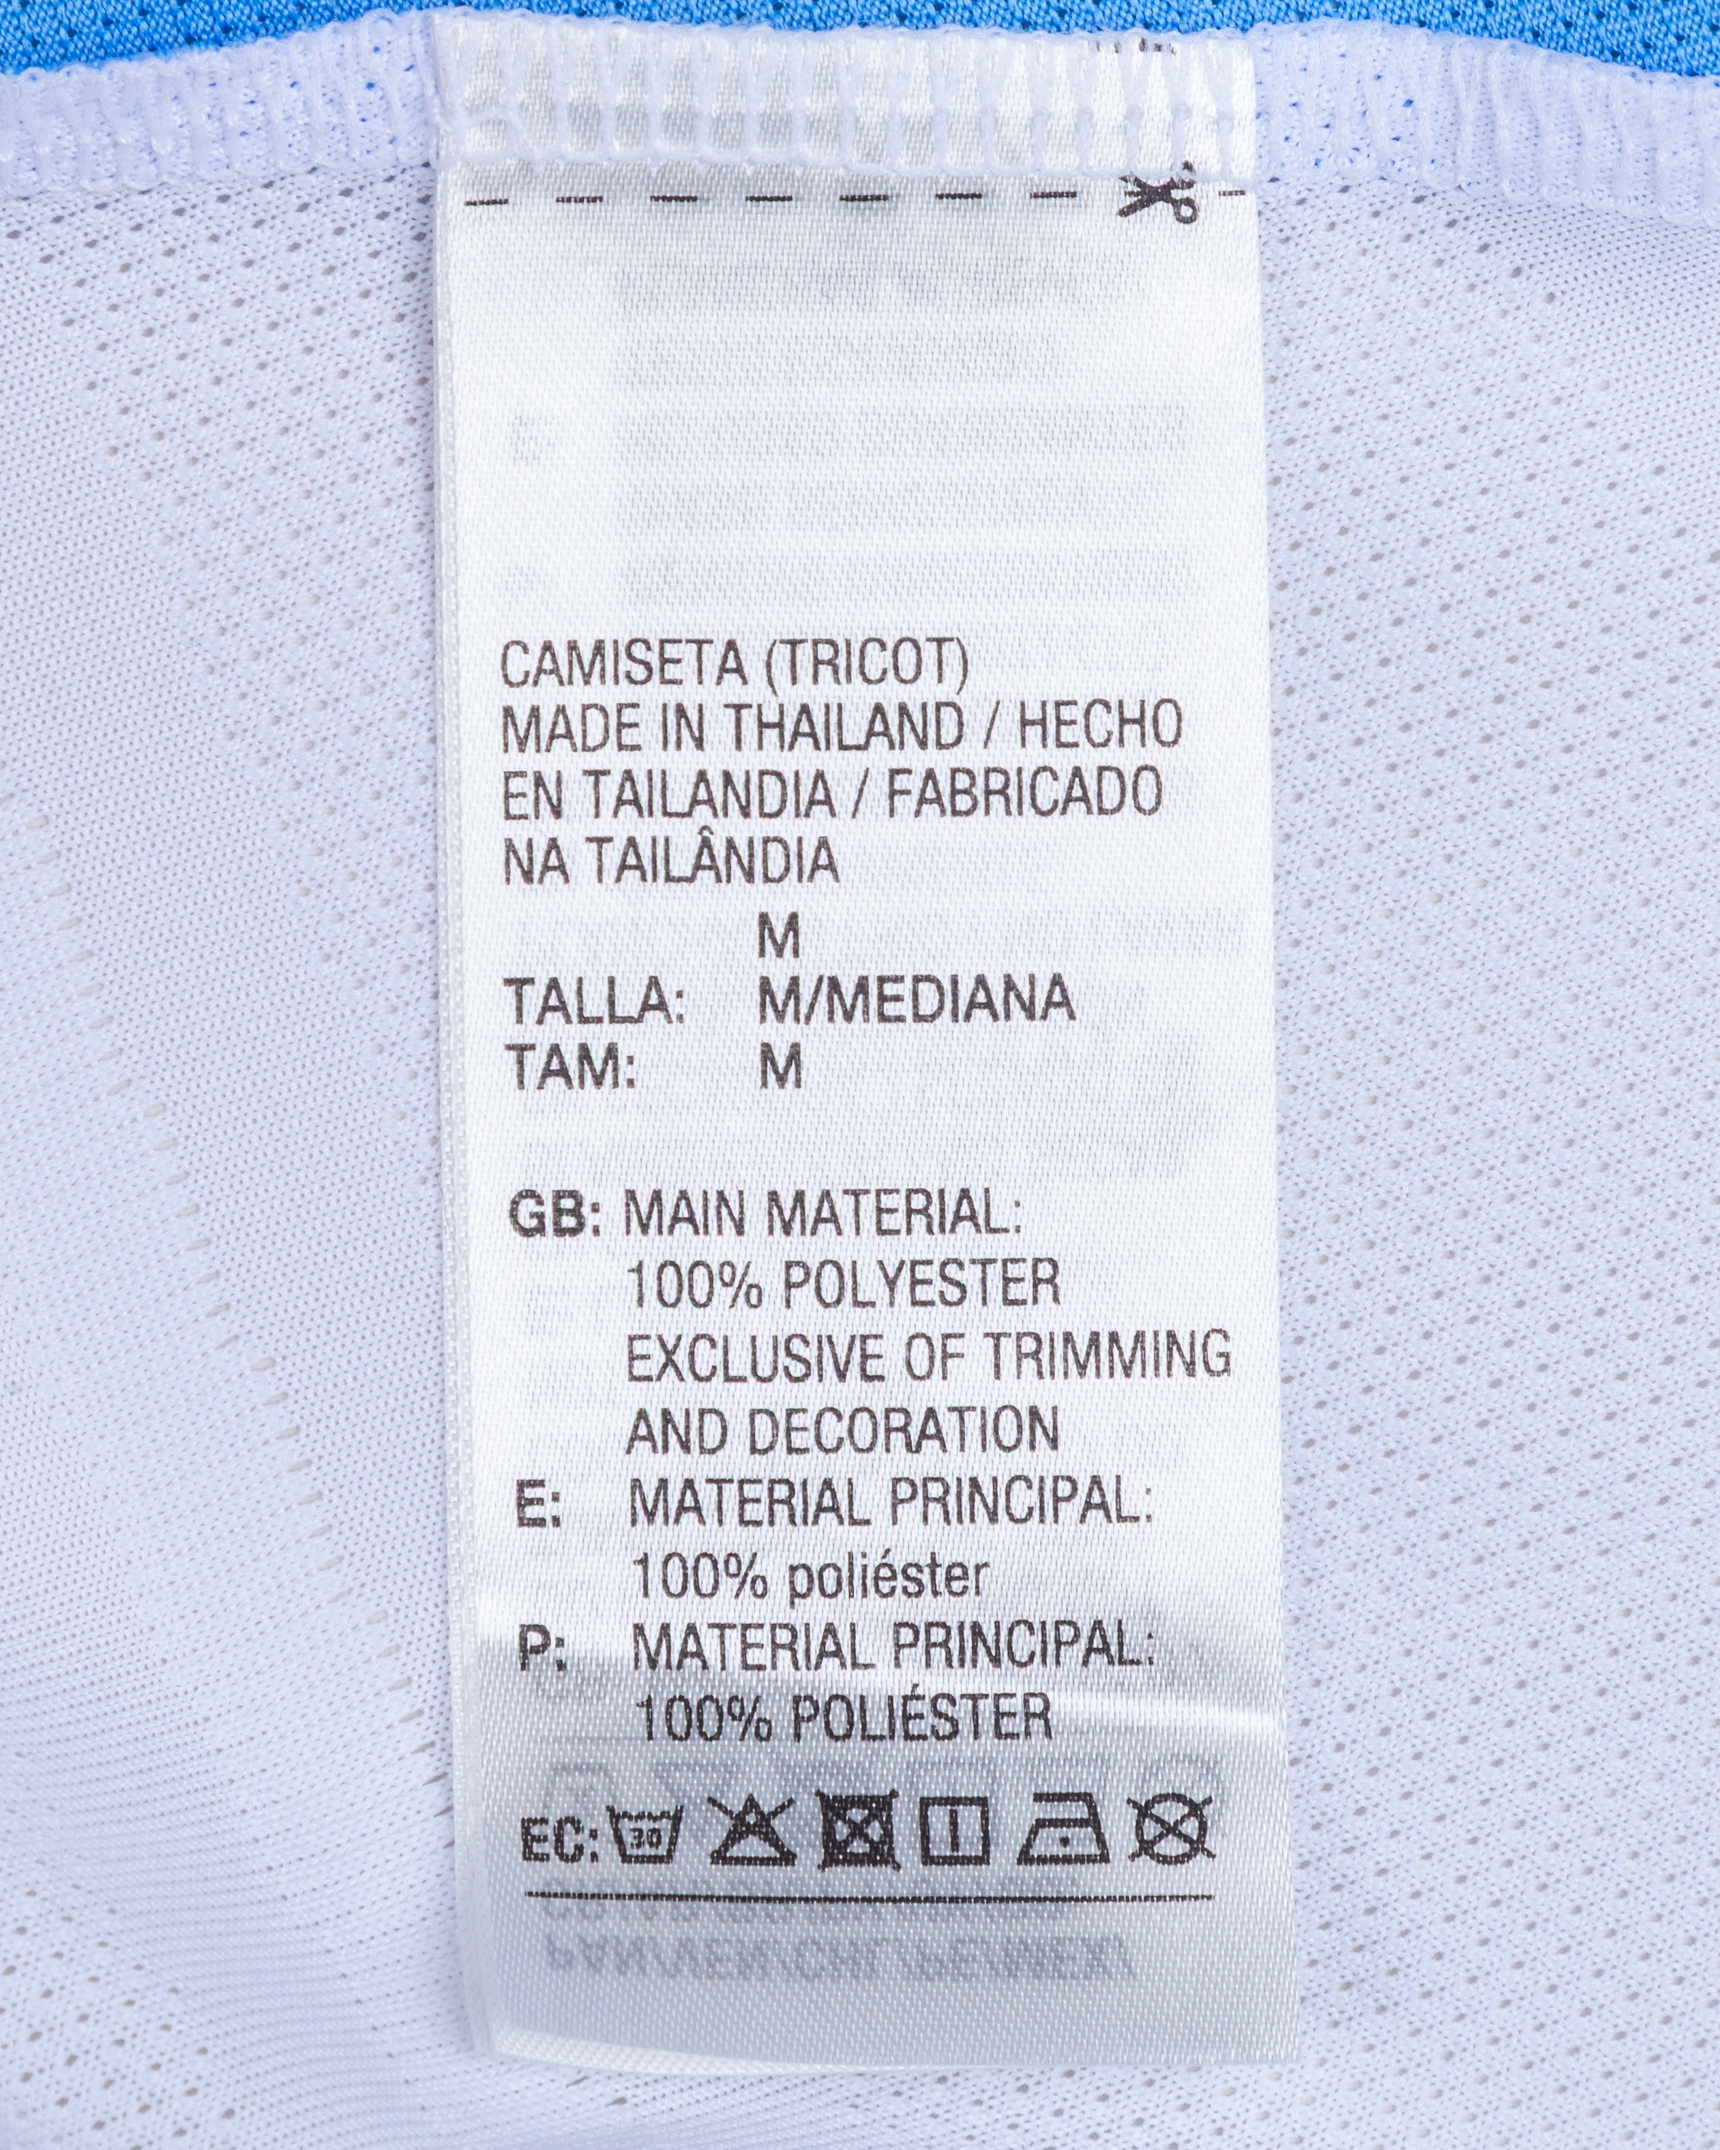 CAMISETA (TRICOT)
MADE IN THAILAND / HECHO
EN TAILANDIA / FABRICADO
NA TAILÂNDIA
M
TALLA: M/MEDIANA
TAM: M
GB: MAIN MATERIAL:
100% POLYESTER
EXCLUSIVE OF TRIMMING
AND DECORATION
E: MATERIAL PRINCIPAL:
100% poliéster
P: MATERIAL PRINCIPAL:
100% POLIÉSTER
EC: 30